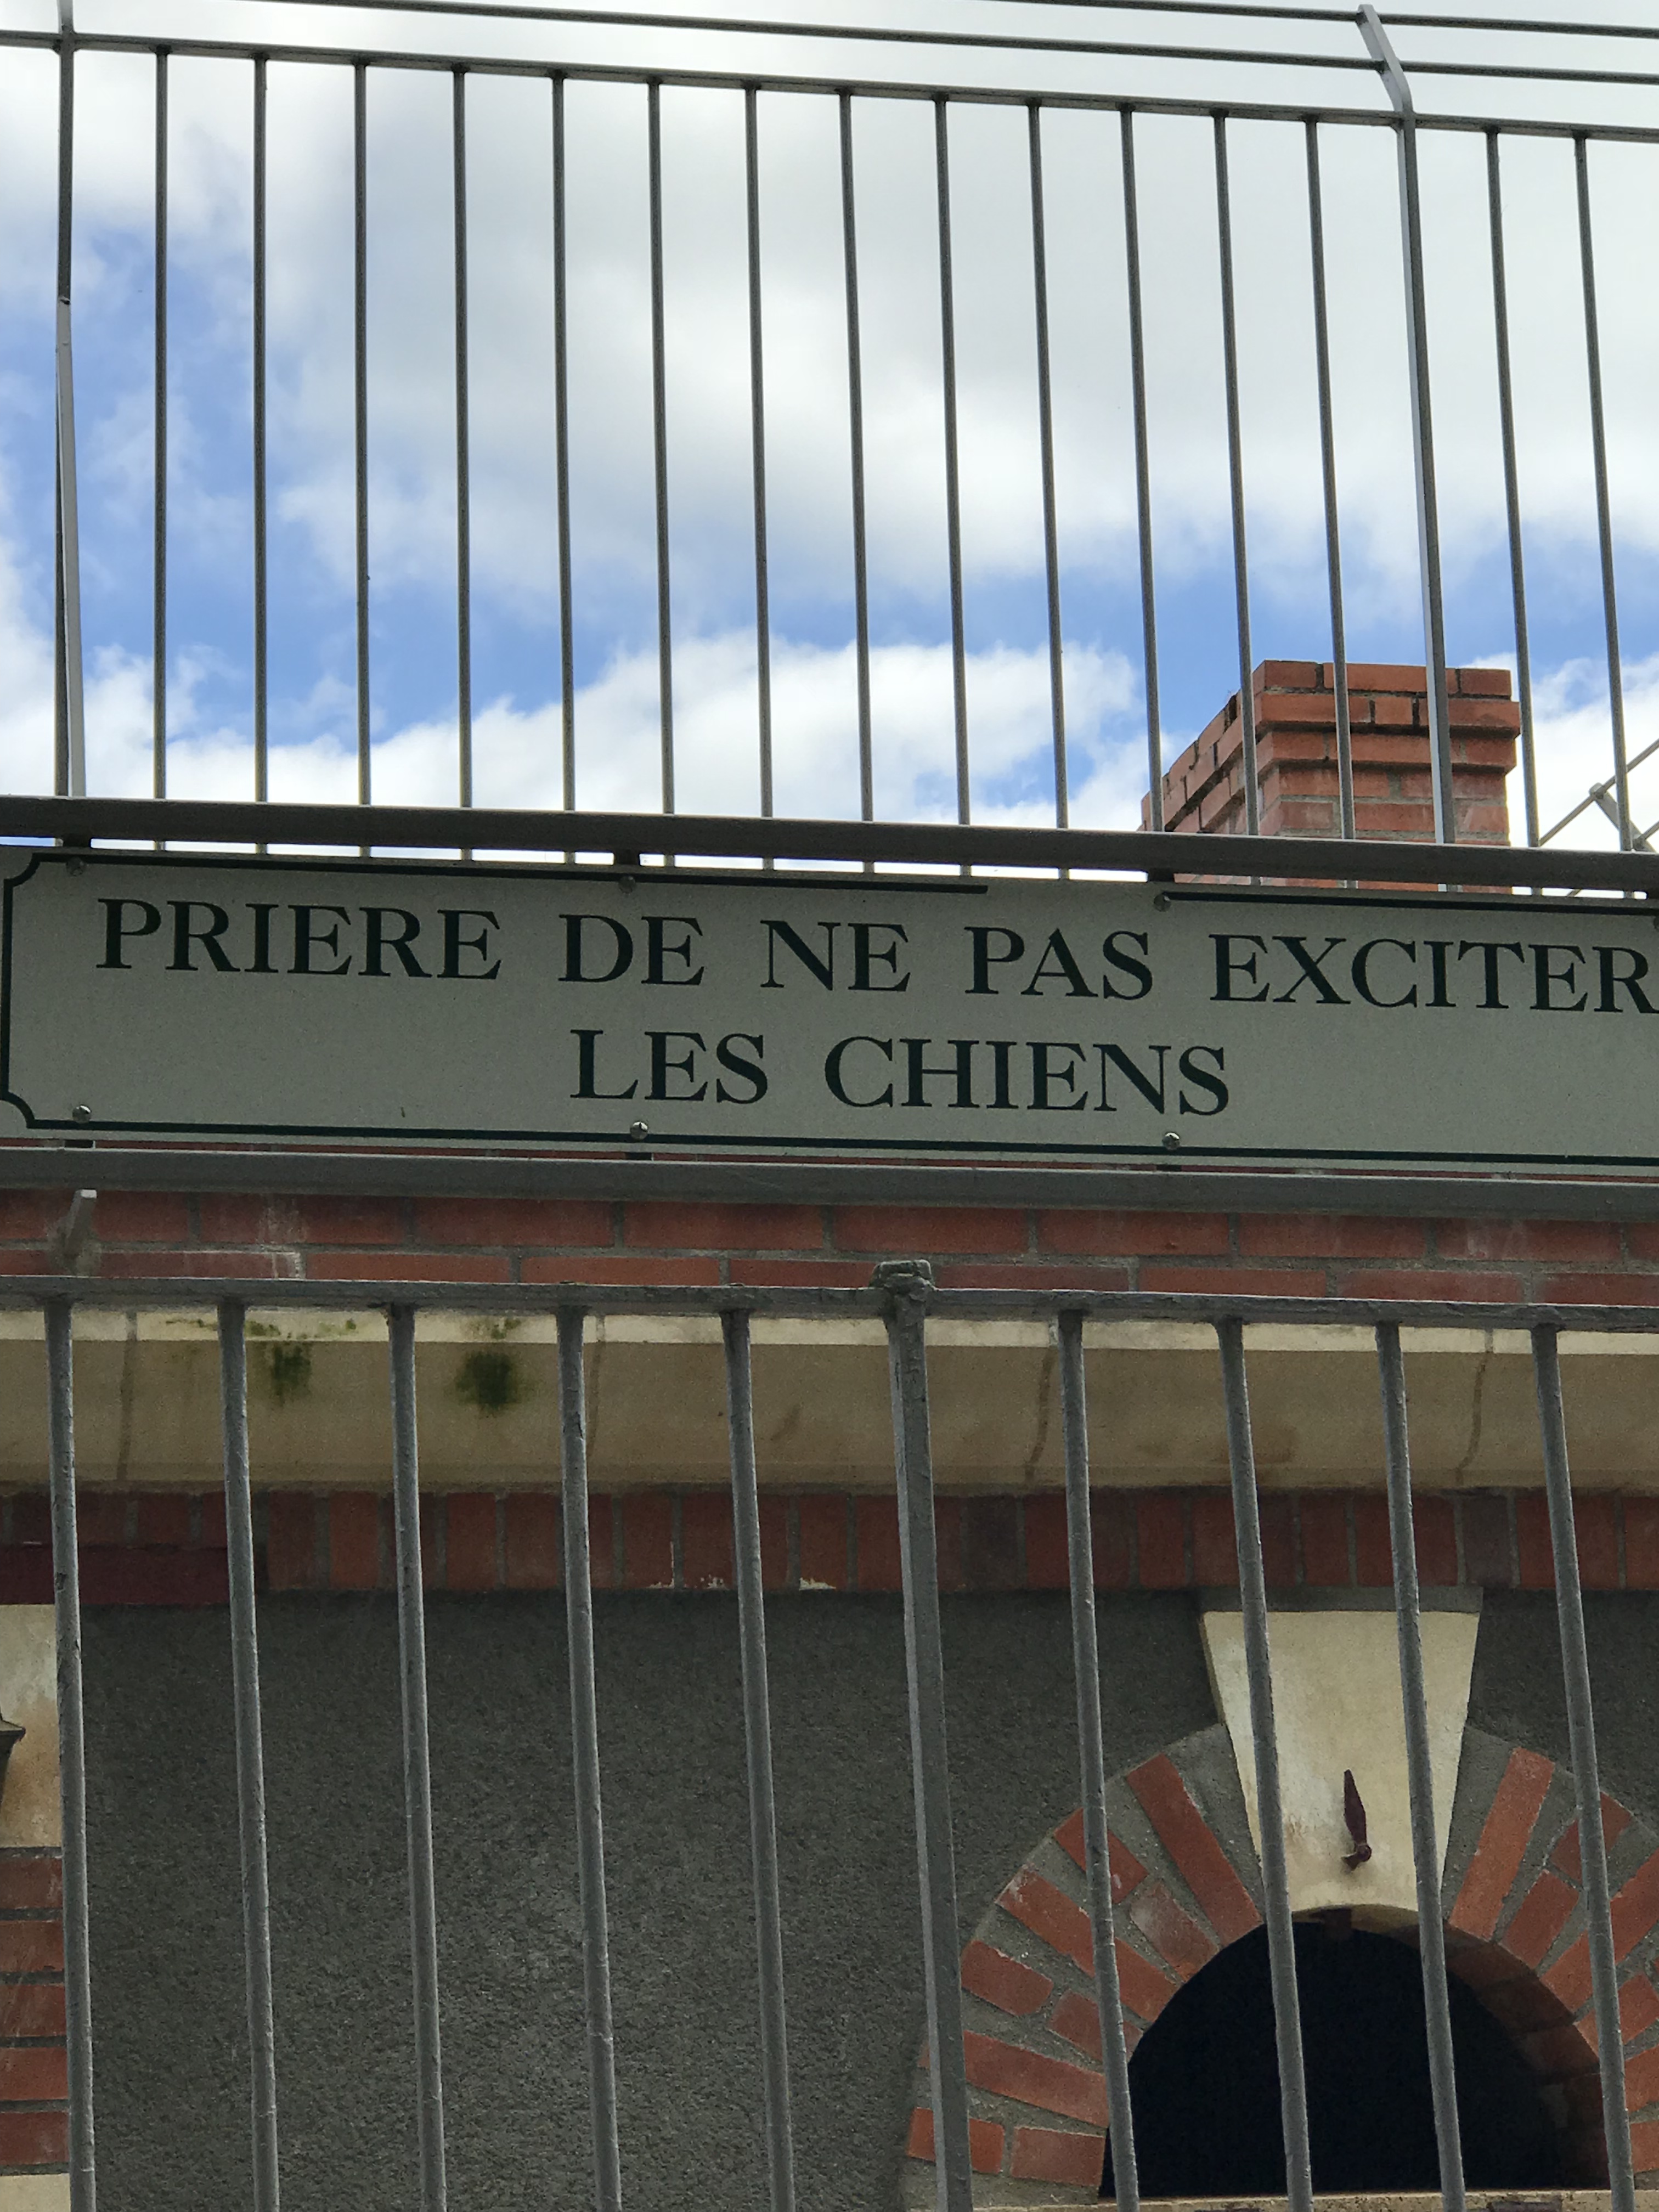 PRIERE DE NE PAS EXCITER
LES CHIENS